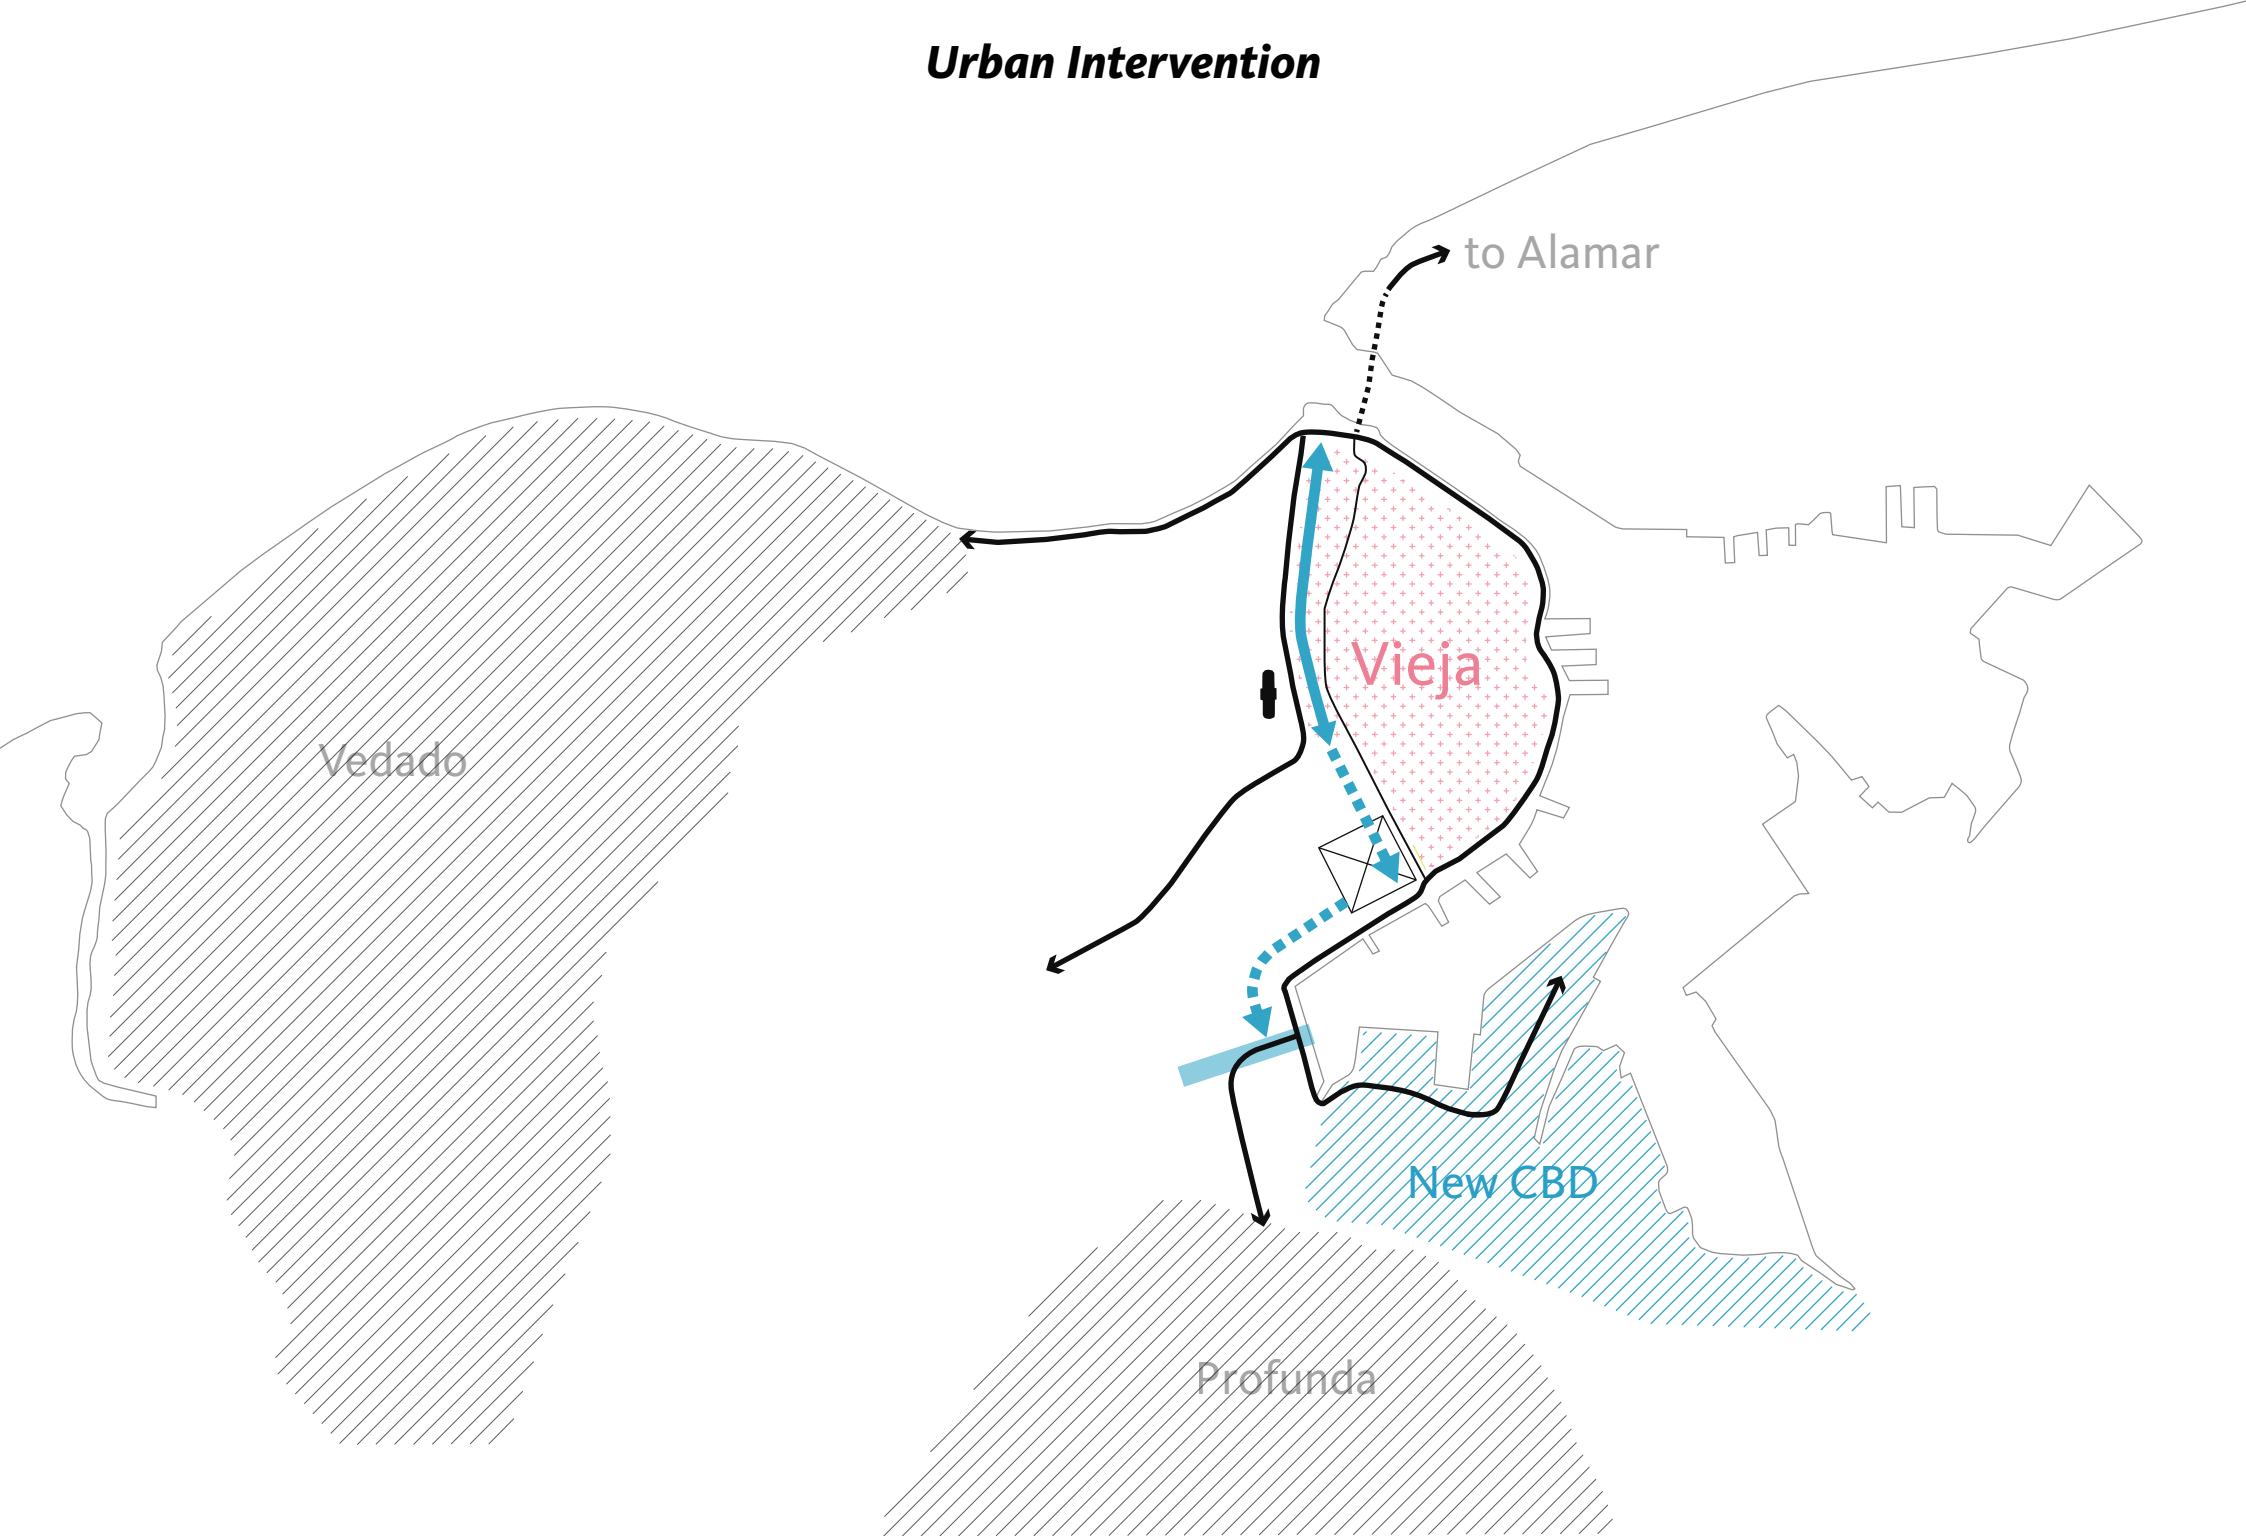 Urban Intervention
to Alamar
Vieja
Vedado
New CBD
Profunda